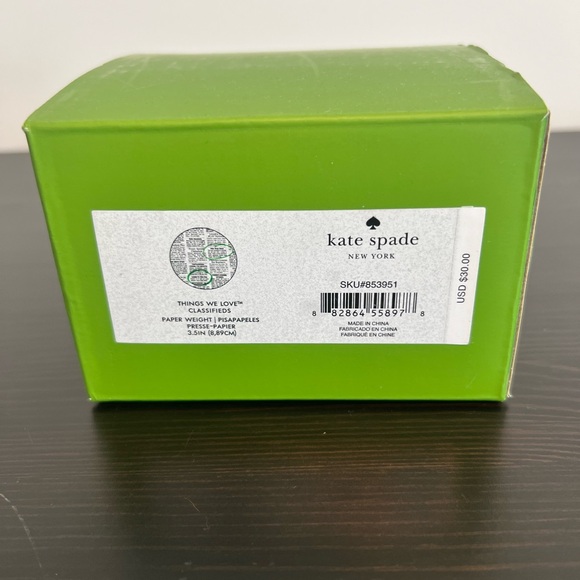 THINGS WE LOVE™
CLASSIFIEDS
PAPER WEIGHT | PISAPAPELES
PRESSE-PAPIER
3.5IN (8,89CM)
kate spade
NEW YORK
SKU#853951
8 82864 55897 8
MADE IN CHINA
FABRICADO EN CHINA
FABRIQUÉ EN CHINE
USD $30.00